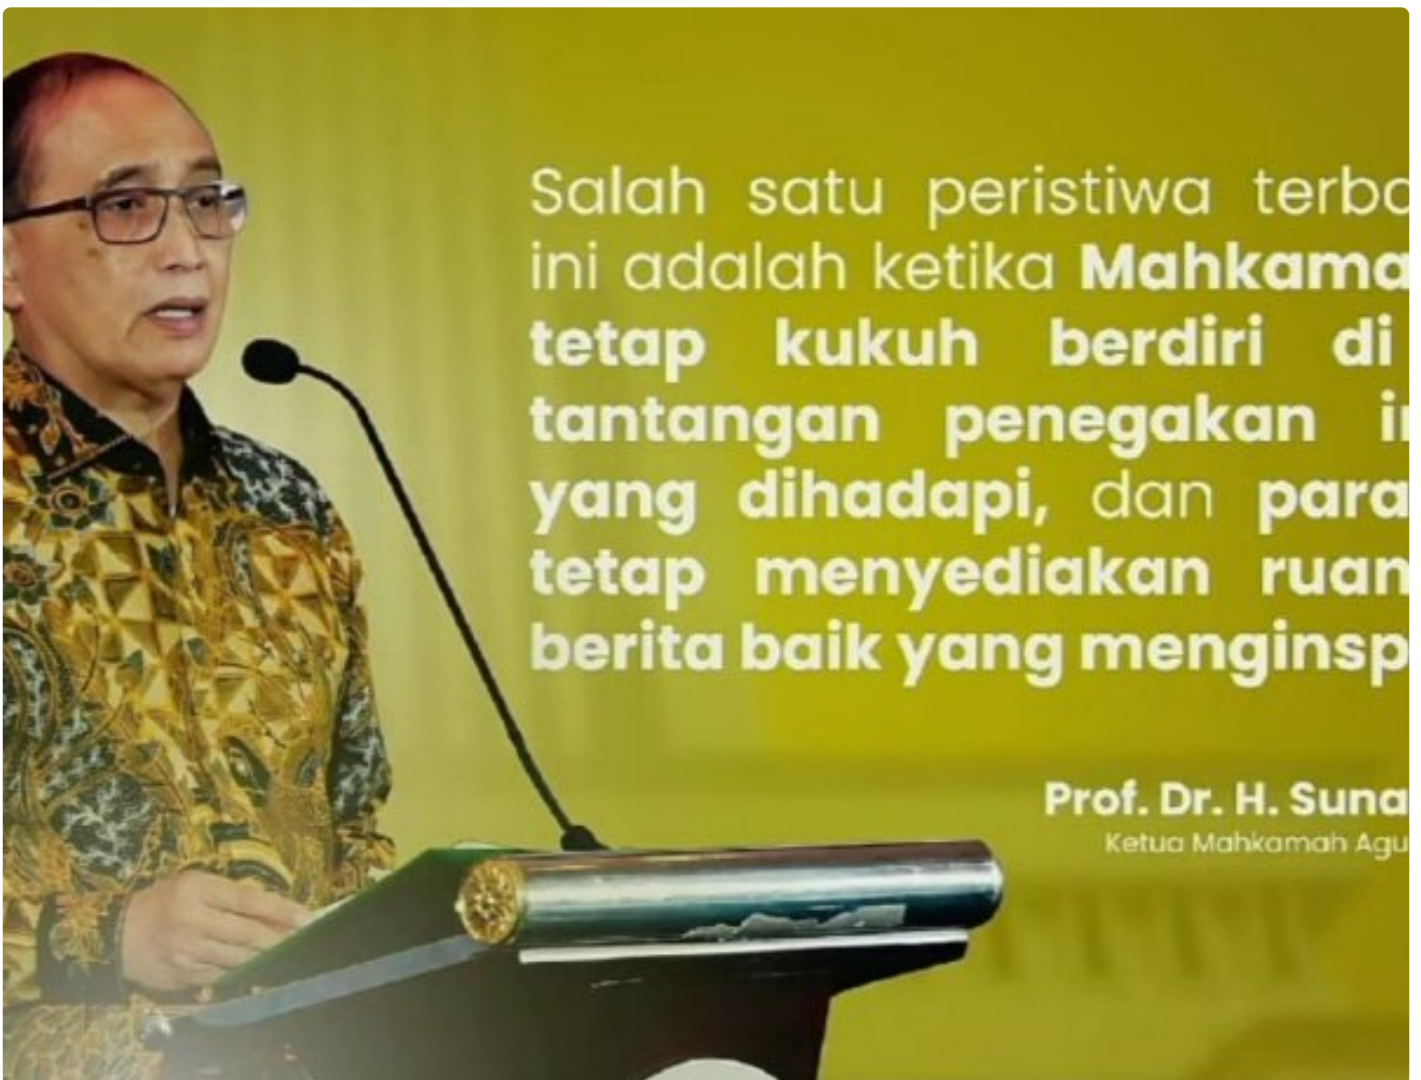 Salah satu peristiwa terba
ini adalah ketika Mahkama
tetap kukuh berdiri di
tantangan penegakan i
yang dihadapi, dan para
tetap menyediakan ruan
berita baik yang menginsp
Prof. Dr. H. Suna
Ketua Mahkamah Agu